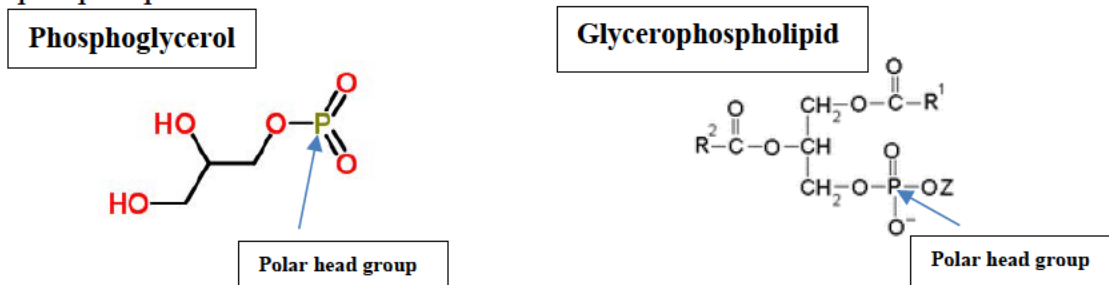 Phosphoglycerol
Glycerophospholipid
HO
HO
O
P
O
O
Polar head group
O
CH2–O–C–R1
O
R2–C–O–CH
O
CH2–O–P–OZ
O–
Polar head group